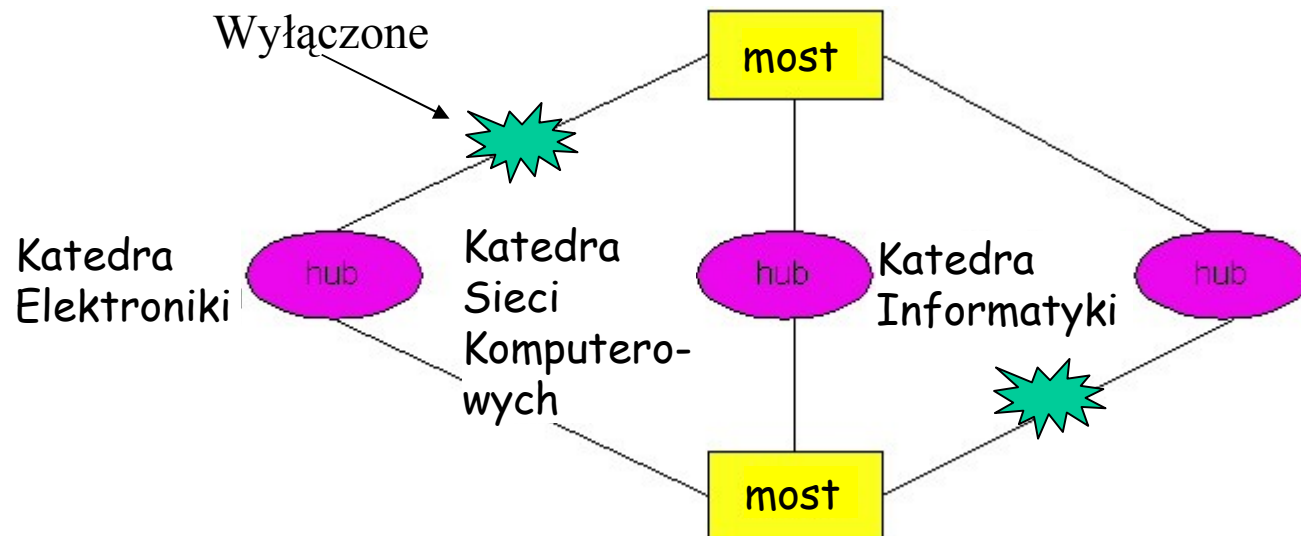 Wyłączone
most
Katedra
Elektroniki
hub
Katedra
Sieci
Komputero-
wych
hub
Katedra
Informatyki
hub
most